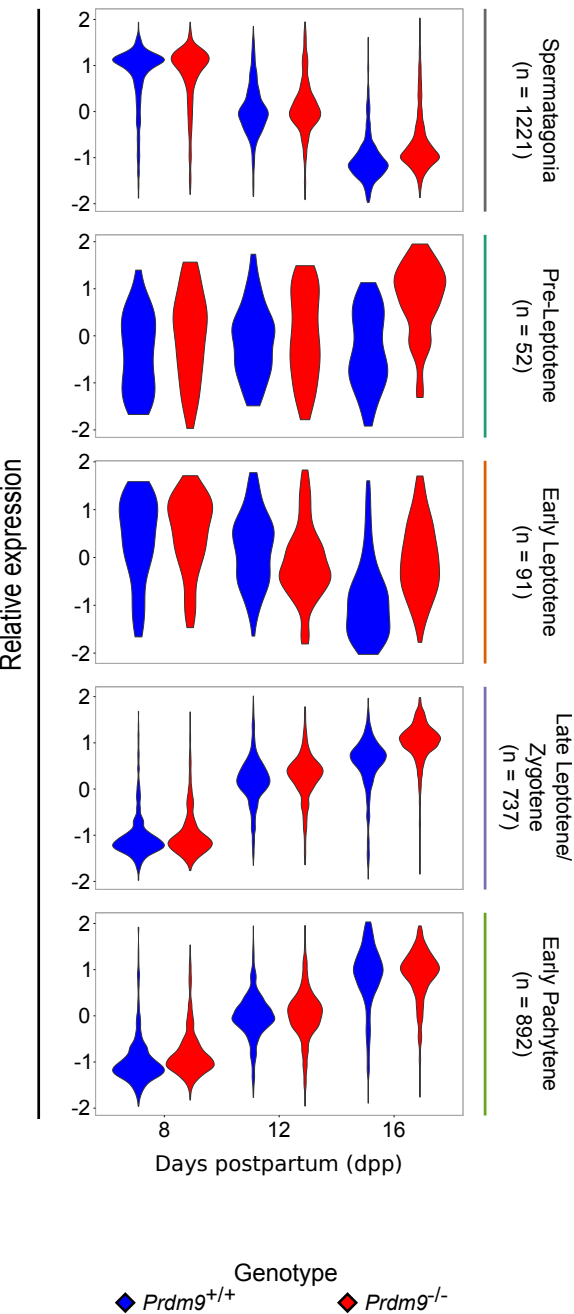 Relative expression
2
1
0
-1
-2
Spermatagonia
(n = 1221)
2
1
0
-1
-2
Pre-Leptotene
(n = 52)
2
1
0
-1
-2
Early Leptotene
(n = 91)
2
1
0
-1
-2
Late Leptotene/
Zygotene
(n = 737)
2
1
0
-1
-2
Early Pachytene
(n = 892)
8 12 16
Days postpartum (dpp)
Genotype
Prdm9+/+ Prdm9-/-